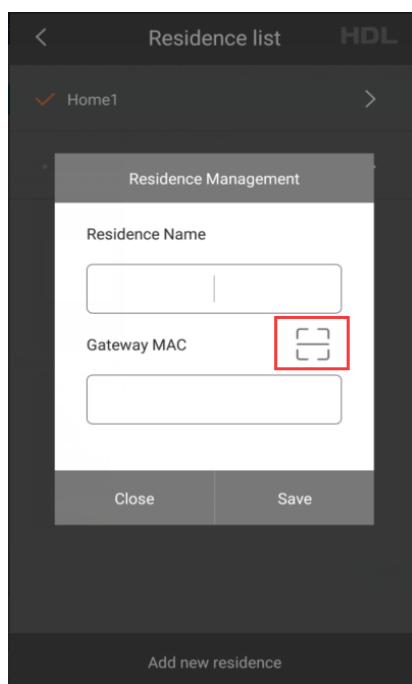 Residence list
HDL
Home1
Residence Management
Residence Name
Gateway MAC
Close
Save
Add new residence